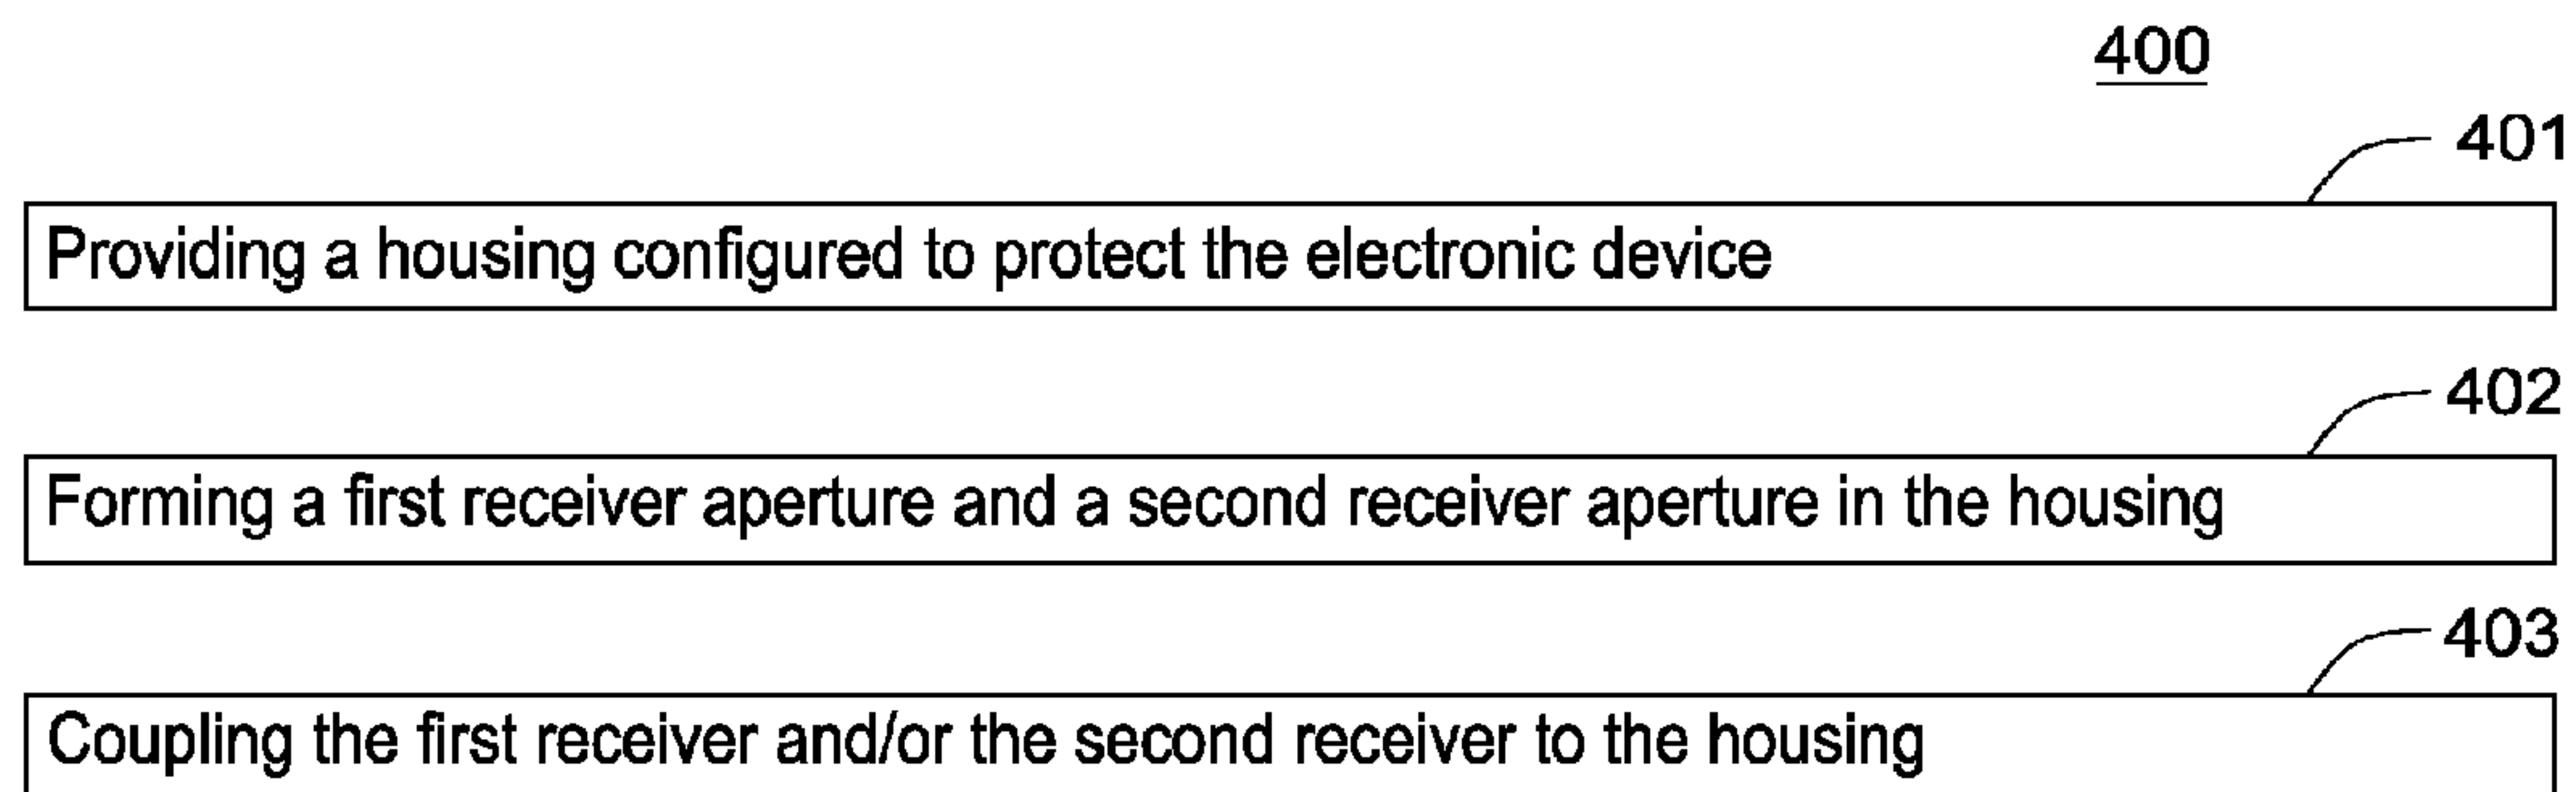 400
401
Providing a housing configured to protect the electronic device
402
Forming a first receiver aperture and a second receiver aperture in the housing
403
Coupling the first receiver and/or the second receiver to the housing